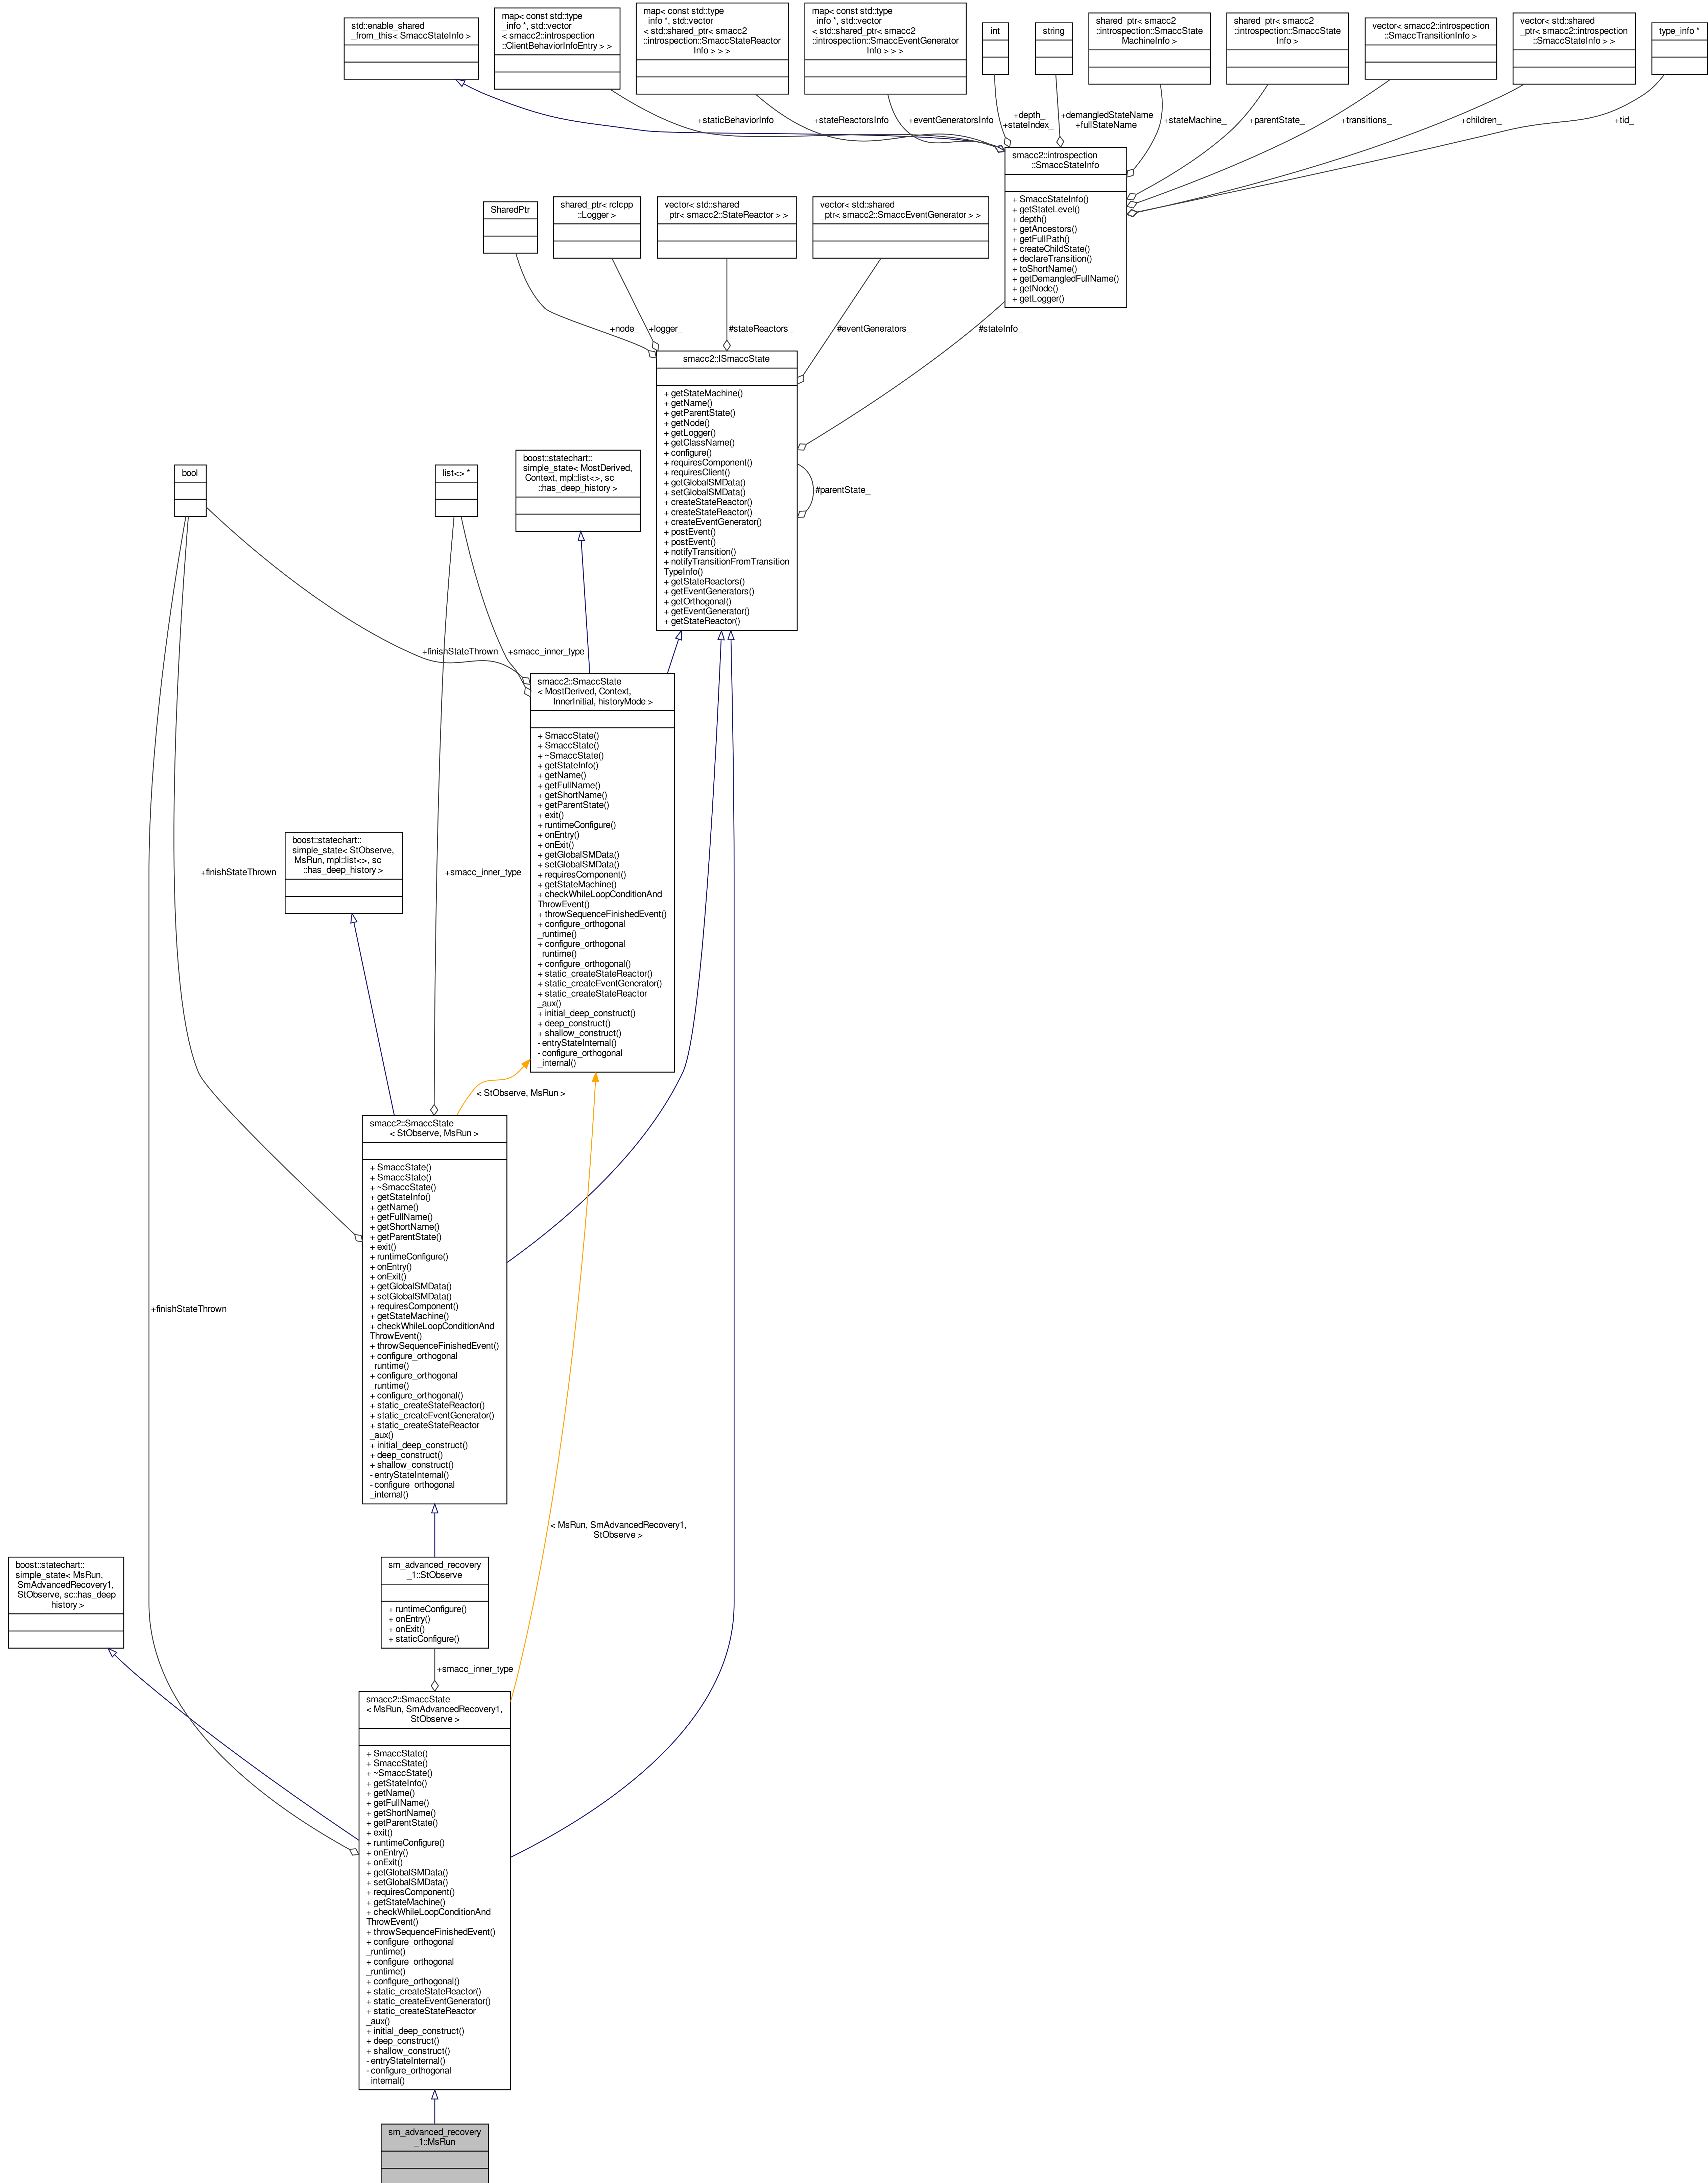 std::enable_shared
_from_this< SmaccStateInfo >
map< const std::type
_info *, std::vector
< smacc2::introspection
::ClientBehaviorInfoEntry > >
map< const std::type
_info *, std::vector
< std::shared_ptr< smacc2
::introspection::SmaccStateReactor
Info > > >
map< const std::type
_info *, std::vector
< std::shared_ptr< smacc2
::introspection::SmaccEventGenerator
Info > > >
int
string
shared_ptr< smacc2
::introspection::SmaccState
MachineInfo >
shared_ptr< smacc2
::introspection::SmaccState
Info >
vector< smacc2::introspection
::SmaccTransitionInfo >
vector< std::shared
_ptr< smacc2::introspection
::SmaccStateInfo > >
type_info *
+staticBehaviorInfo
+stateReactorsInfo
+eventGeneratorsInfo
+depth_
+stateIndex_
+demangledStateName
+fullStateName
+stateMachine_
+parentState_
+transitions_
+children_
+tid_
smacc2::introspection
::SmaccStateInfo
+ SmaccStateInfo()
+ getStateLevel()
+ depth()
+ getAncestors()
+ getFullPath()
+ createChildState()
+ declareTransition()
+ toShortName()
+ getDemangledFullName()
+ getNode()
+ getLogger()
SharedPtr
shared_ptr< rclcpp
::Logger >
vector< std::shared
_ptr< smacc2::StateReactor > >
vector< std::shared
_ptr< smacc2::SmaccEventGenerator > >
+node_
+logger_
#stateReactors_
#eventGenerators_
#stateInfo_
smacc2::ISmaccState
+ getStateMachine()
+ getName()
+ getParentState()
+ getNode()
+ getLogger()
+ getClassName()
+ configure()
+ requiresComponent()
+ requiresClient()
+ getGlobalSMData()
+ setGlobalSMData()
+ createStateReactor()
+ createStateReactor()
+ createEventGenerator()
+ postEvent()
+ postEvent()
+ notifyTransition()
+ notifyTransitionFromTransition
TypeInfo()
+ getStateReactors()
+ getEventGenerators()
+ getOrthogonal()
+ getEventGenerator()
+ getStateReactor()
#parentState_
bool
list<> *
boost::statechart::
simple_state< MostDerived,
Context, mpl::list<>, sc
::has_deep_history >
+finishStateThrown
+smacc_inner_type
smacc2::SmaccState
< MostDerived, Context,
InnerInitial, historyMode >
+ SmaccState()
+ SmaccState()
+ ~SmaccState()
+ getStateInfo()
+ getName()
+ getFullName()
+ getShortName()
+ getParentState()
+ exit()
+ runtimeConfigure()
+ onEntry()
+ onExit()
+ getGlobalSMData()
+ setGlobalSMData()
+ requiresComponent()
+ getStateMachine()
+ checkWhileLoopConditionAnd
ThrowEvent()
+ throwSequenceFinishedEvent()
+ configure_orthogonal
_runtime()
+ configure_orthogonal
_runtime()
+ configure_orthogonal()
+ static_createStateReactor()
+ static_createEventGenerator()
+ static_createStateReactor
_aux()
+ initial_deep_construct()
+ deep_construct()
+ shallow_construct()
- entryStateInternal()
- configure_orthogonal
_internal()
boost::statechart::
simple_state< StObserve,
MsRun, mpl::list<>, sc
::has_deep_history >
+finishStateThrown
+smacc_inner_type
< StObserve, MsRun >
smacc2::SmaccState
< StObserve, MsRun >
+ SmaccState()
+ SmaccState()
+ ~SmaccState()
+ getStateInfo()
+ getName()
+ getFullName()
+ getShortName()
+ getParentState()
+ exit()
+ runtimeConfigure()
+ onEntry()
+ onExit()
+ getGlobalSMData()
+ setGlobalSMData()
+ requiresComponent()
+ getStateMachine()
+ checkWhileLoopConditionAnd
ThrowEvent()
+ throwSequenceFinishedEvent()
+ configure_orthogonal
_runtime()
+ configure_orthogonal
_runtime()
+ configure_orthogonal()
+ static_createStateReactor()
+ static_createEventGenerator()
+ static_createStateReactor
_aux()
+ initial_deep_construct()
+ deep_construct()
+ shallow_construct()
- entryStateInternal()
- configure_orthogonal
_internal()
+finishStateThrown
< MsRun, SmAdvancedRecovery1,
StObserve >
boost::statechart::
simple_state< MsRun,
SmAdvancedRecovery1,
StObserve, sc::has_deep
_history >
sm_advanced_recovery
_1::StObserve
+ runtimeConfigure()
+ onEntry()
+ onExit()
+ staticConfigure()
+smacc_inner_type
smacc2::SmaccState
< MsRun, SmAdvancedRecovery1,
StObserve >
+ SmaccState()
+ SmaccState()
+ ~SmaccState()
+ getStateInfo()
+ getName()
+ getFullName()
+ getShortName()
+ getParentState()
+ exit()
+ runtimeConfigure()
+ onEntry()
+ onExit()
+ getGlobalSMData()
+ setGlobalSMData()
+ requiresComponent()
+ getStateMachine()
+ checkWhileLoopConditionAnd
ThrowEvent()
+ throwSequenceFinishedEvent()
+ configure_orthogonal
_runtime()
+ configure_orthogonal
_runtime()
+ configure_orthogonal()
+ static_createStateReactor()
+ static_createEventGenerator()
+ static_createStateReactor
_aux()
+ initial_deep_construct()
+ deep_construct()
+ shallow_construct()
- entryStateInternal()
- configure_orthogonal
_internal()
sm_advanced_recovery
_1::MsRun